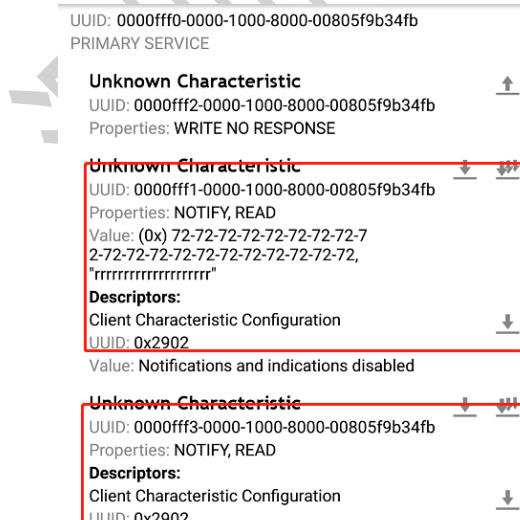 UUID: 0000fff0-0000-1000-8000-00805f9b34fb
PRIMARY SERVICE
Unknown Characteristic
UUID: 0000fff2-0000-1000-8000-00805f9b34fb
Properties: WRITE NO RESPONSE
Unknown Characteristic
UUID: 0000fff1-0000-1000-8000-00805f9b34fb
Properties: NOTIFY, READ
Value: (0x) 72-72-72-72-72-72-72-72-7
2-72-72-72-72-72-72-72-72-72-72-72,
"rrrrrrrrrrrrrrrrrrrr"
Descriptors:
Client Characteristic Configuration
UUID: 0x2902
Value: Notifications and indications disabled
Unknown Characteristic
UUID: 0000fff3-0000-1000-8000-00805f9b34fb
Properties: NOTIFY, READ
Descriptors:
Client Characteristic Configuration
UUID: 0x2902